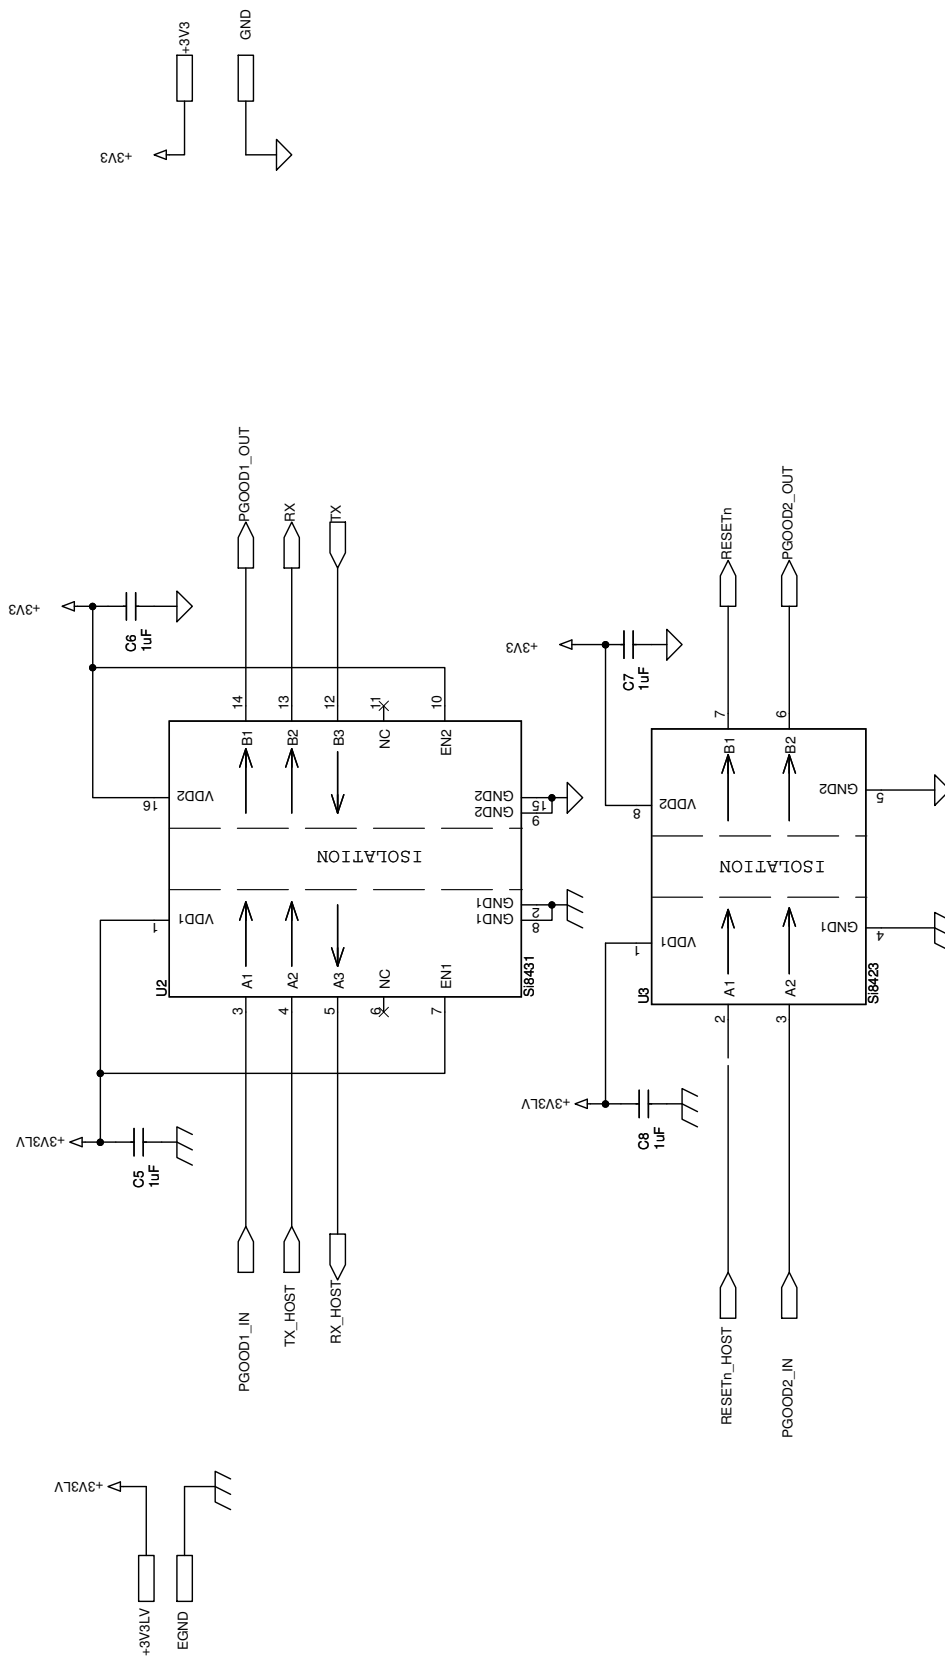 +3V3LV
EGND
+3V3LV
+3V3
GND
+3V3
PGOOD1_IN
TX_HOST
RX_HOST
+3V3LV
C5
1uF
U2
Si8431
VDD1
1
A1
3
A2
4
A3
5
NC
6
EN1
7
GND1
2
GND1
8
ISOLATION
VDD2
16
B1
14
B2
13
B3
12
NC
11
EN2
10
GND2
15
GND2
9
+3V3
C6
1uF
PGOOD1_OUT
RX
TX
RESETn_HOST
PGOOD2_IN
+3V3LV
C8
1uF
U3
Si8423
VDD1
1
A1
2
A2
3
GND1
4
ISOLATION
VDD2
8
B1
7
B2
6
GND2
5
+3V3
C7
1uF
RESETn
PGOOD2_OUT